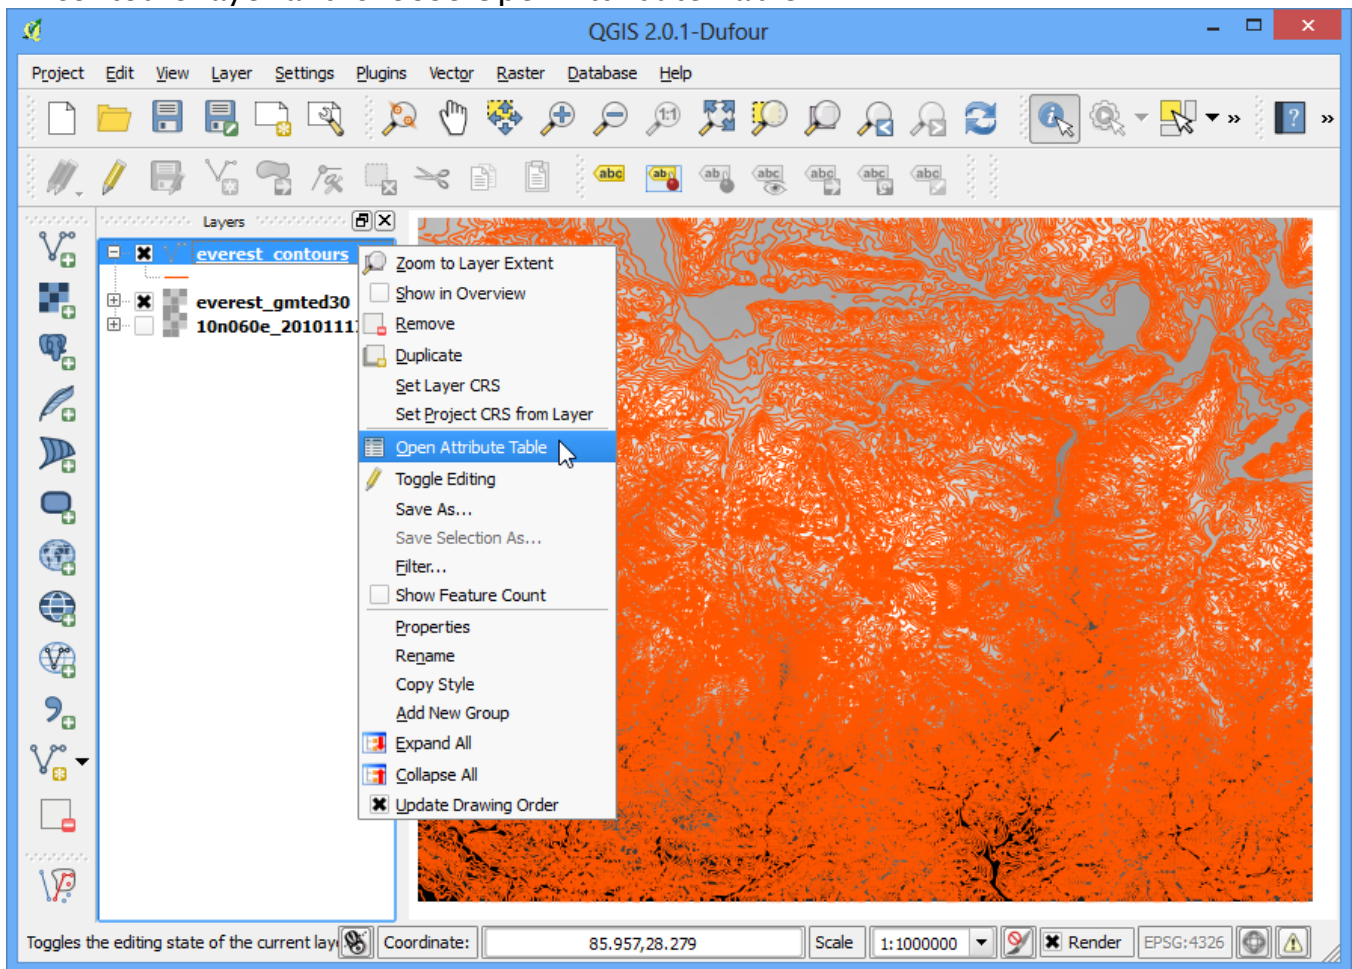 QGIS 2.0.1-Dufour
Project Edit View Layer Settings Plugins Vector Raster Database Help
1:1
abc
abc
Layers
everest_contours
everest_gmted30
Zoom to Layer Extent
Show in Overview
Remove
Duplicate
Set Layer CRS
Set Project CRS from Layer
Open Attribute Table
Toggle Editing
Save As...
Save Selection As...
Filter...
Show Feature Count
Properties
Rename
Copy Style
Add New Group
Expand All
Collapse All
Update Drawing Order
Toggles the editing state of the current lay Coordinate: 85.957,28.279 Scale 1:1000000 Render EPSG:4326